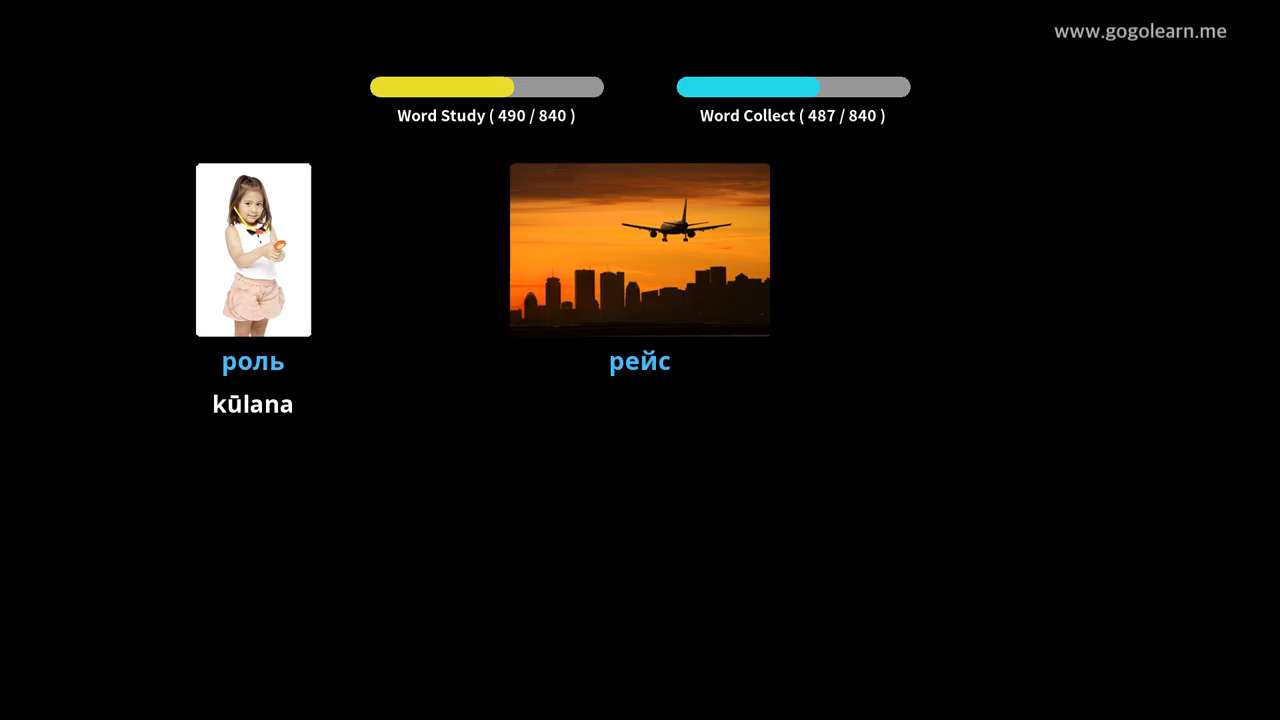 www.gogolearn.me
Word Study ( 490 / 840 )
Word Collect ( 487 / 840 )
роль
рейс
kūlana